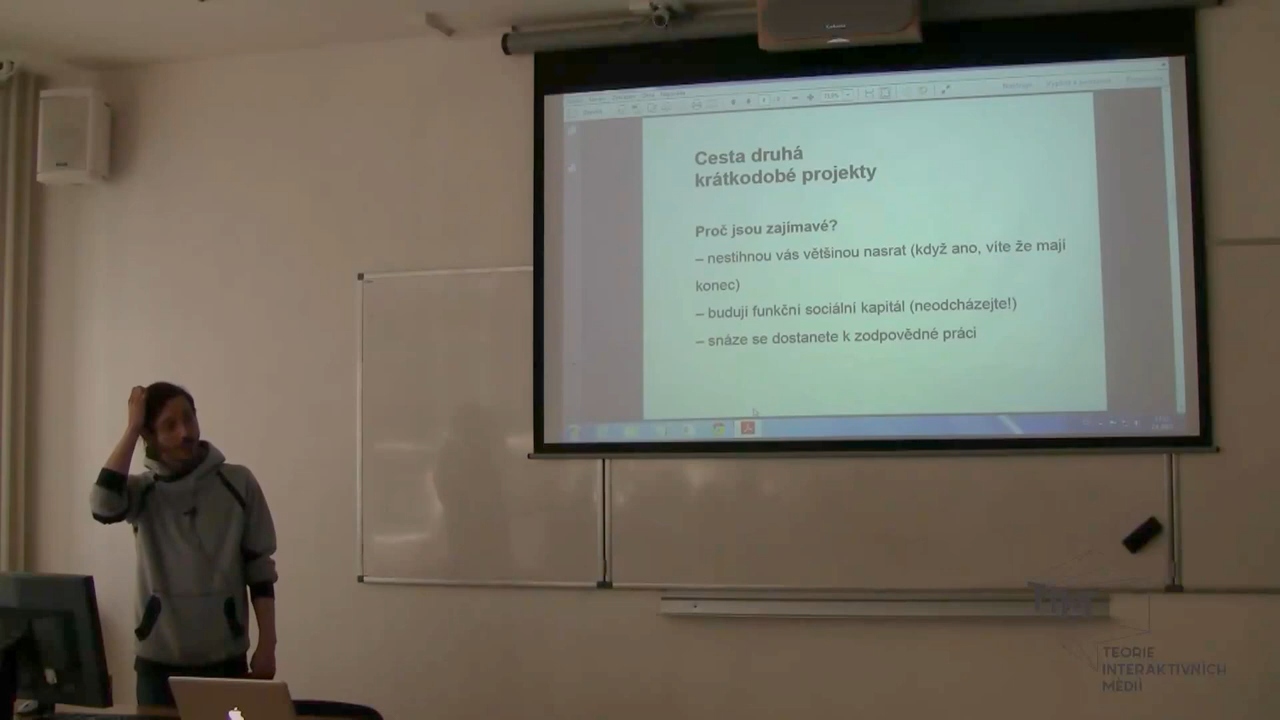 Cesta druhá
krátkodobé projekty
Proč jsou zajímavé?
– nestihnou vás většinou nasrat (když ano, víte že mají
konec)
– budují funkční sociální kapitál (neodcházejte!)
– snáze se dostanete k zodpovědné práci
TEORIE
INTERAKTIVNÍCH
MÉDIÍ